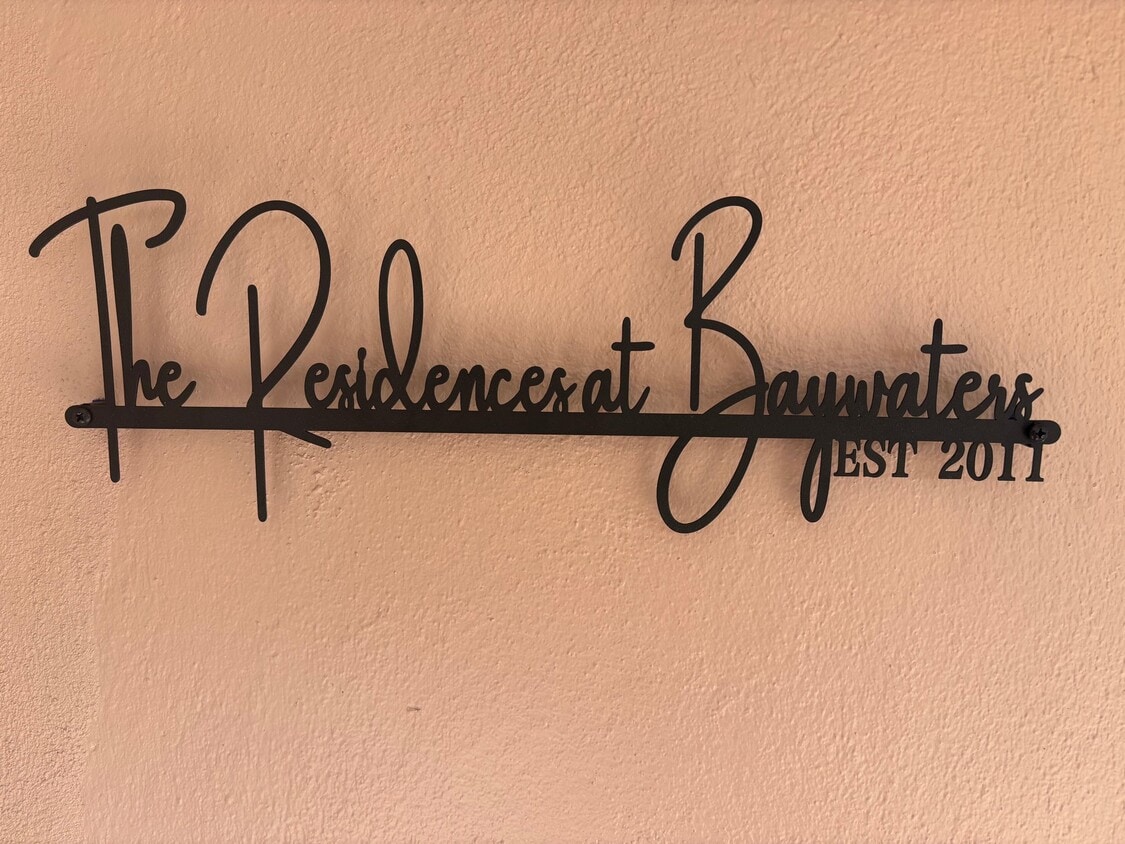 The Residences at Baywaters
EST 2011